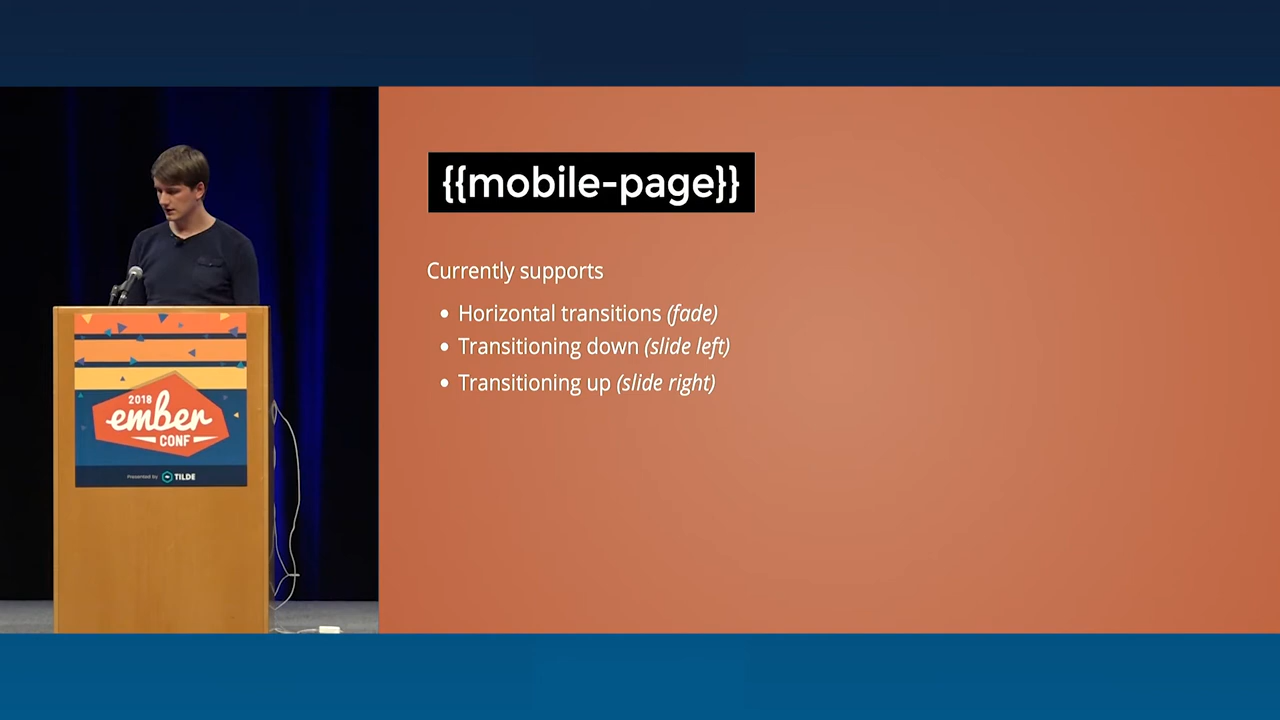 {{mobile-page}}
Currently supports
• Horizontal transitions (fade)
• Transitioning down (slide left)
• Transitioning up (slide right)
2018
ember
CONF
Presented by TILDE